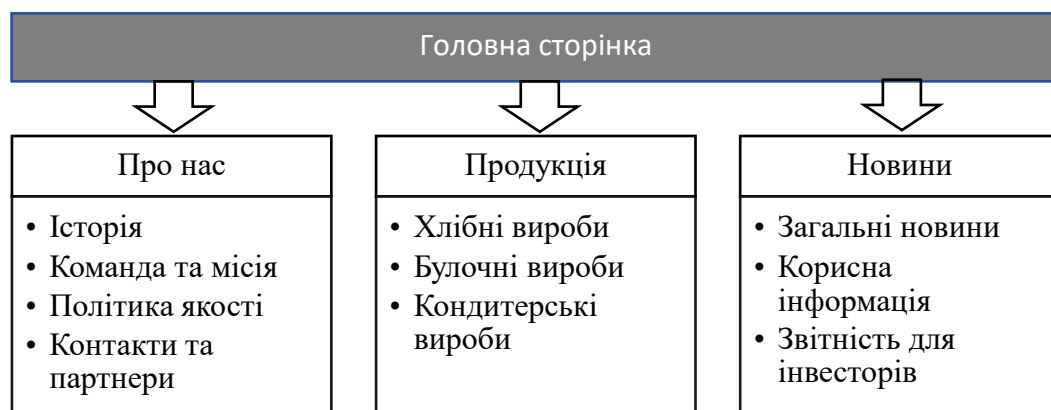 Головна сторінка
Про нас
• Історія
• Команда та місія
• Політика якості
• Контакти та
партнери
Продукція
• Хлібні вироби
• Булочні вироби
• Кондитерські
вироби
Новини
• Загальні новини
• Корисна
інформація
• Звітність для
інвесторів